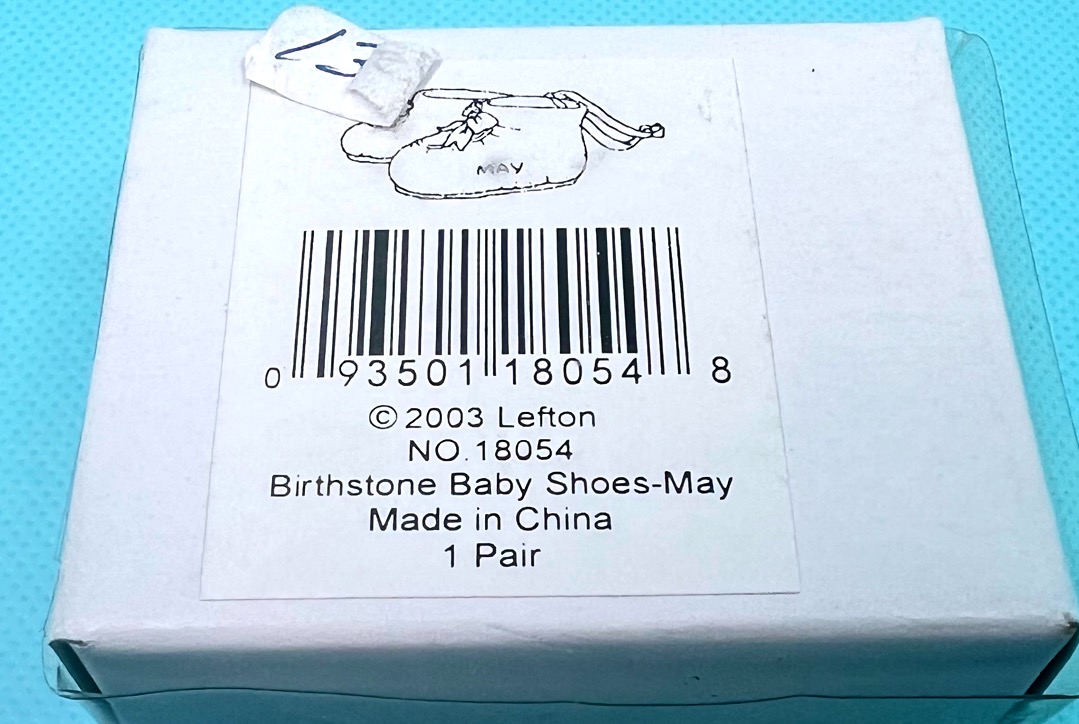 MAY
0 93501 18054 8
© 2003 Lefton
NO.18054
Birthstone Baby Shoes-May
Made in China
1 Pair